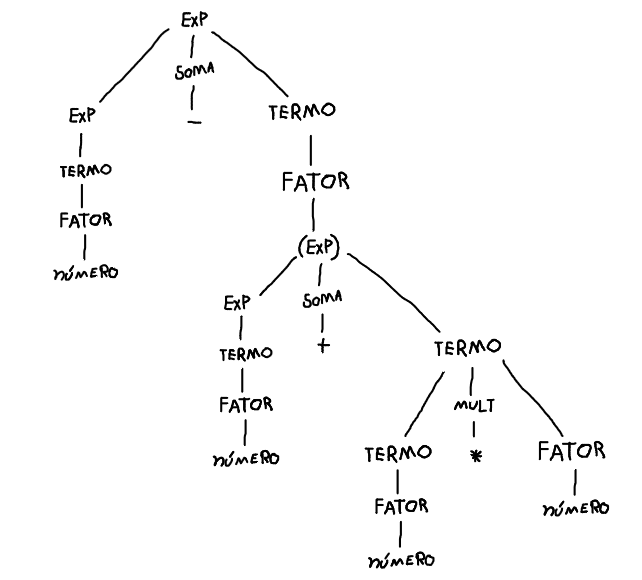 EXP
SOMA
EXP
-
TERMO
TERMO
FATOR
FATOR
NÚMERO
(EXP)
EXP
SOMA
TERMO
+
TERMO
FATOR
MULT
NÚMERO
TERMO
*
FATOR
FATOR
NÚMERO
NÚMERO